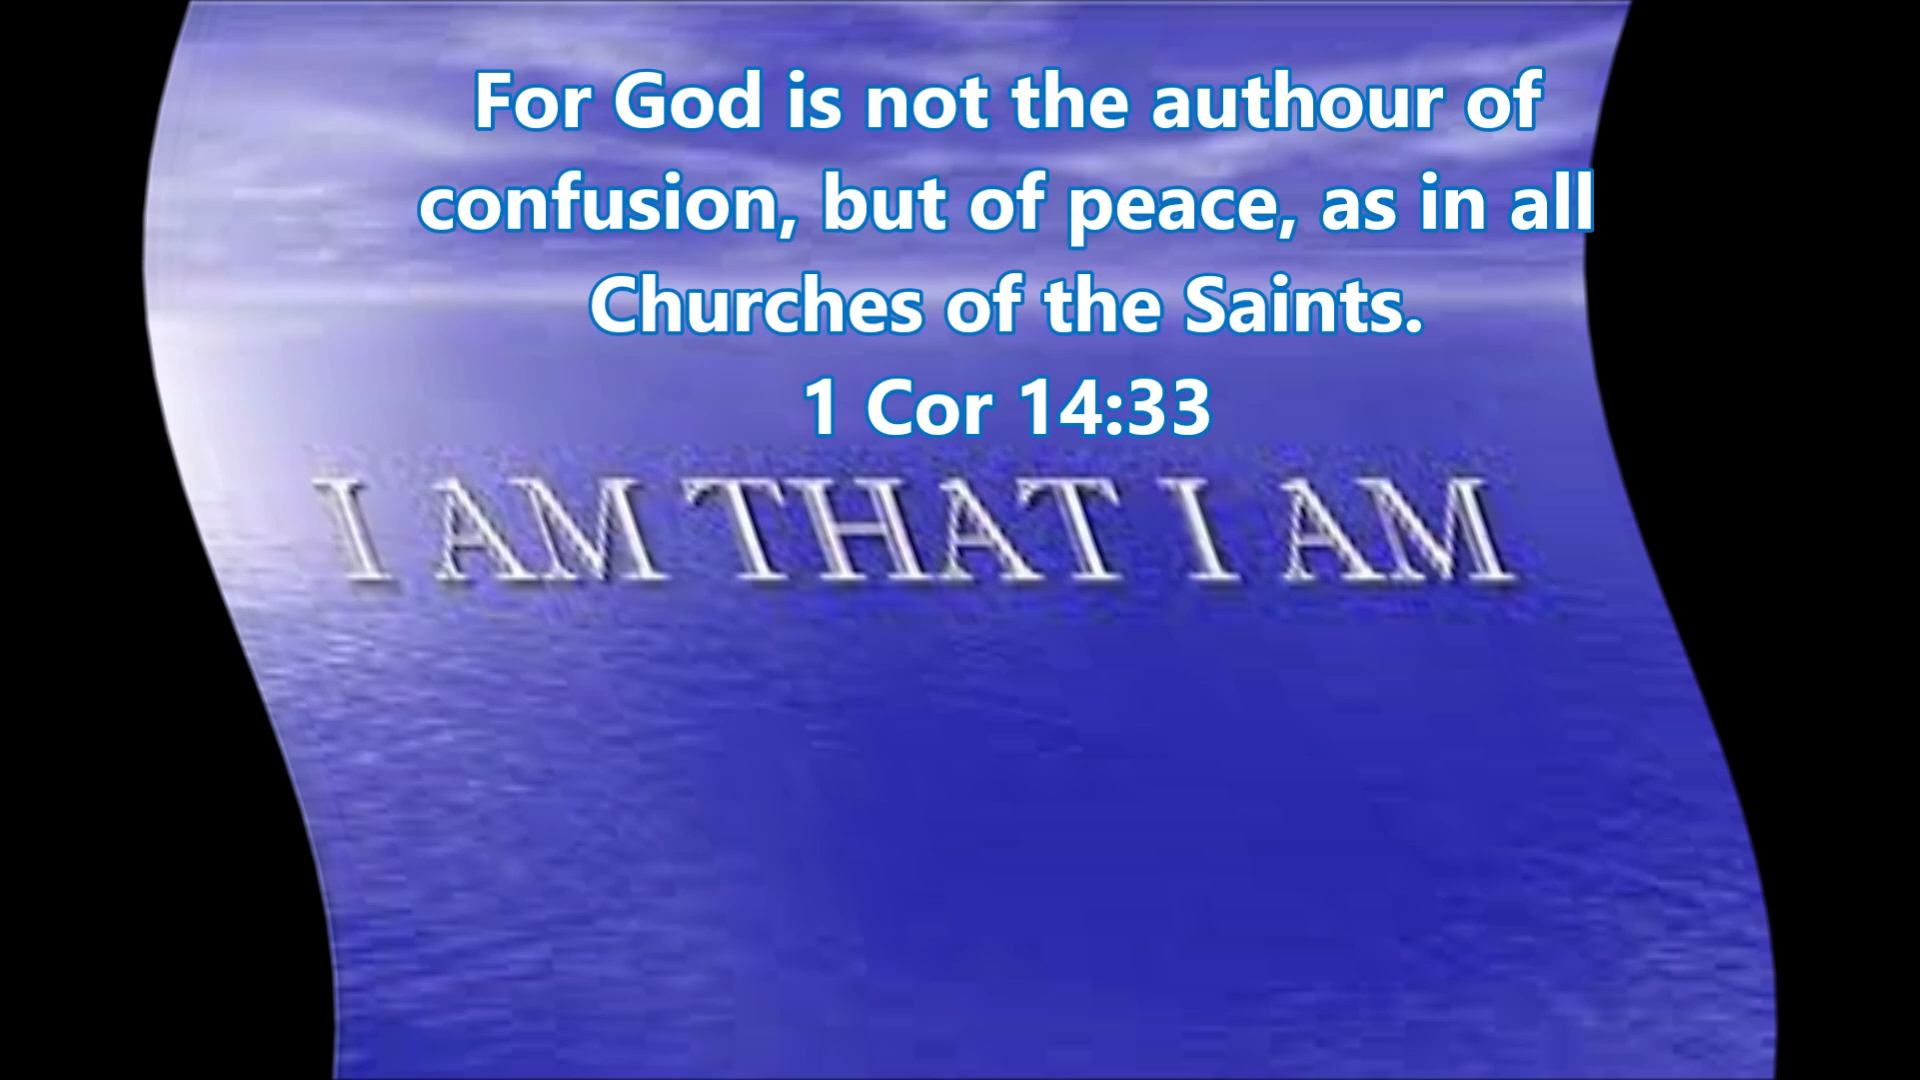 For God is not the authour of
confusion, but of peace, as in all
Churches of the Saints.
1 Cor 14:33
I AM THAT I AM